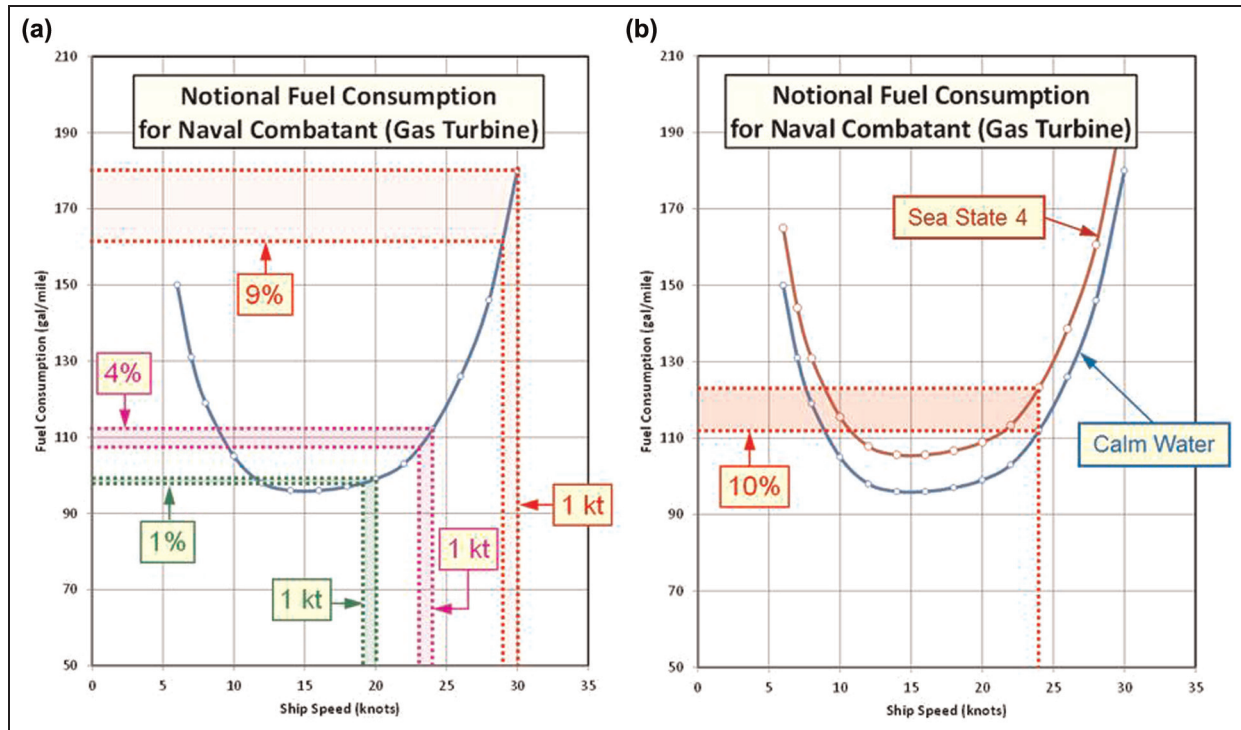 (a)
Notional Fuel Consumption
for Naval Combatant (Gas Turbine)
210
190
170
150
130
110
90
70
50
Fuel Consumption (gal/mile)
9%
4%
1%
1 kt
1 kt
1 kt
0
5
10
15
20
25
30
35
Ship Speed (knots)
(b)
Notional Fuel Consumption
for Naval Combatant (Gas Turbine)
210
190
170
150
130
110
90
70
50
Fuel Consumption (gal/mile)
Sea State 4
Calm Water
10%
0
5
10
15
20
25
30
35
Ship Speed (knots)